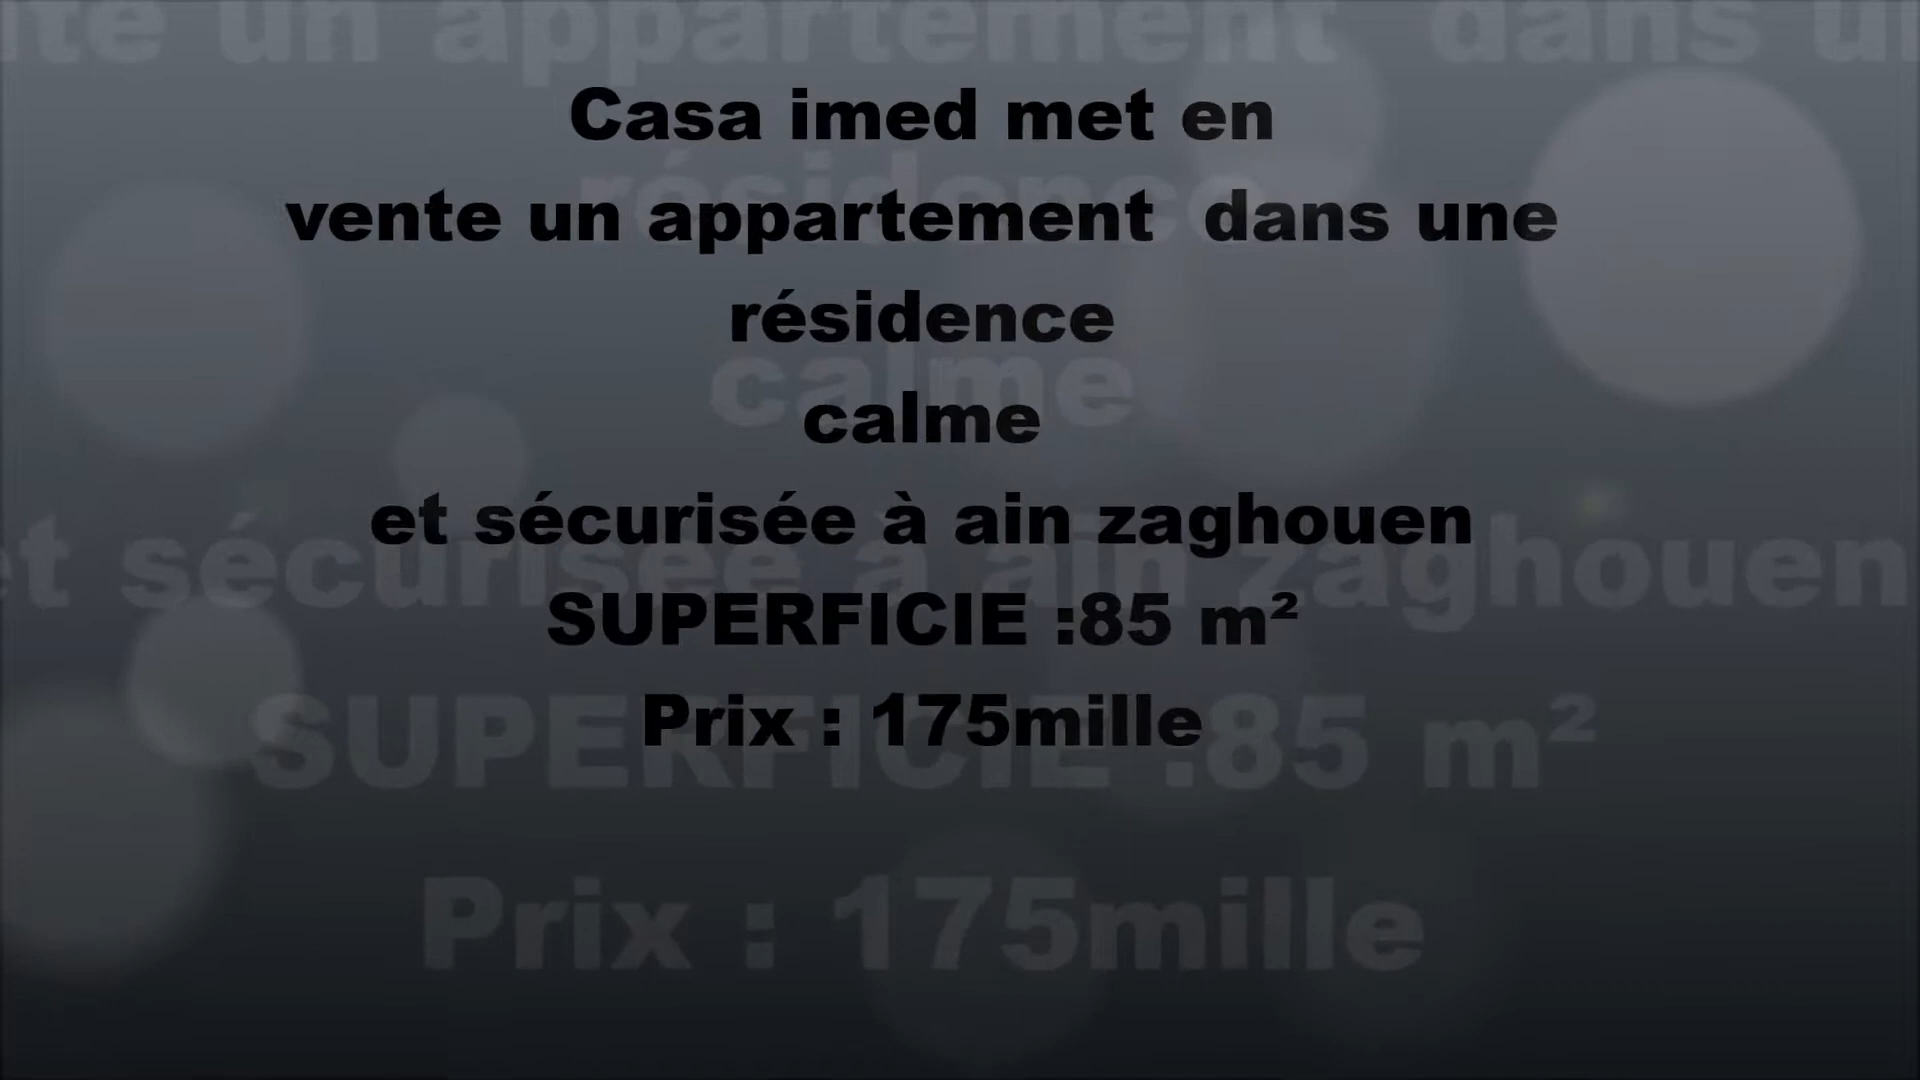 Casa imed met en
vente un appartement  dans une
résidence
calme
et sécurisée à ain zaghouen
SUPERFICIE :85 m²
Prix : 175mille